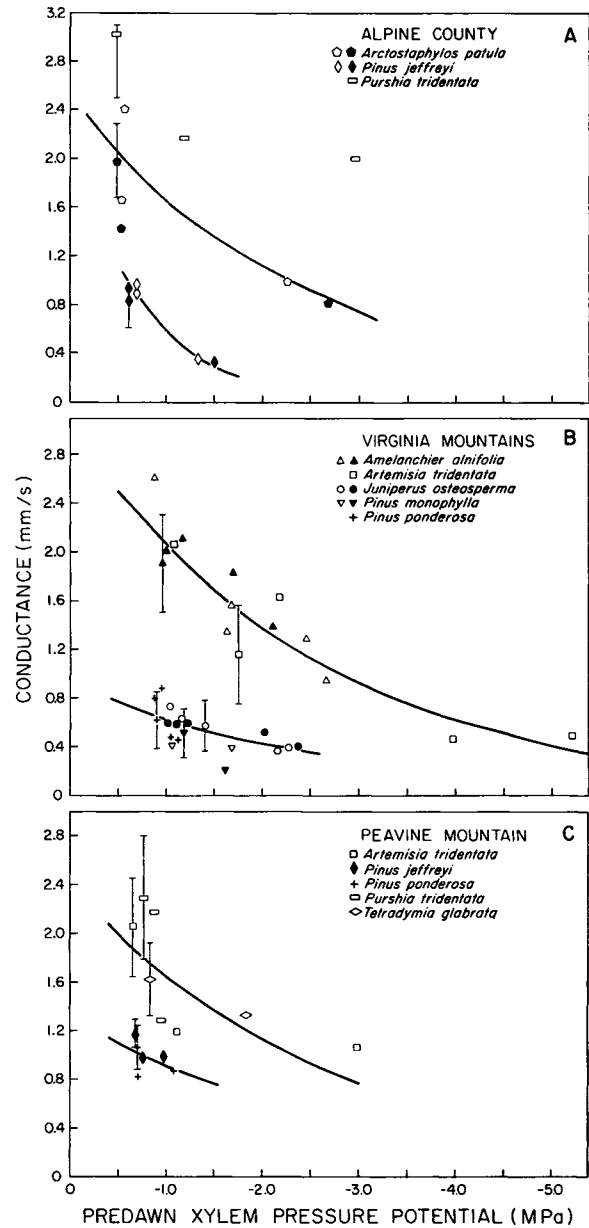 ALPINE COUNTY A
Arctostaphylos patula
Pinus jeffreyi
Purshia tridentata
3.2
2.8
2.4
2.0
1.6
1.2
0.8
0.4
0
VIRGINIA MOUNTAINS B
Amelanchier alnifolia
Artemisia tridentata
Juniperus osteosperma
Pinus monophylla
Pinus ponderosa
2.8
2.4
2.0
1.6
1.2
0.8
0.4
0
CONDUCTANCE (mm/s)
PEAVINE MOUNTAIN C
Artemisia tridentata
Pinus jeffreyi
Pinus ponderosa
Purshia tridentata
Tetradymia glabrata
2.8
2.4
2.0
1.6
1.2
0.8
0.4
0 -1.0 -2.0 -3.0 -4.0 -5.0
PREDAWN XYLEM PRESSURE POTENTIAL (MPa)